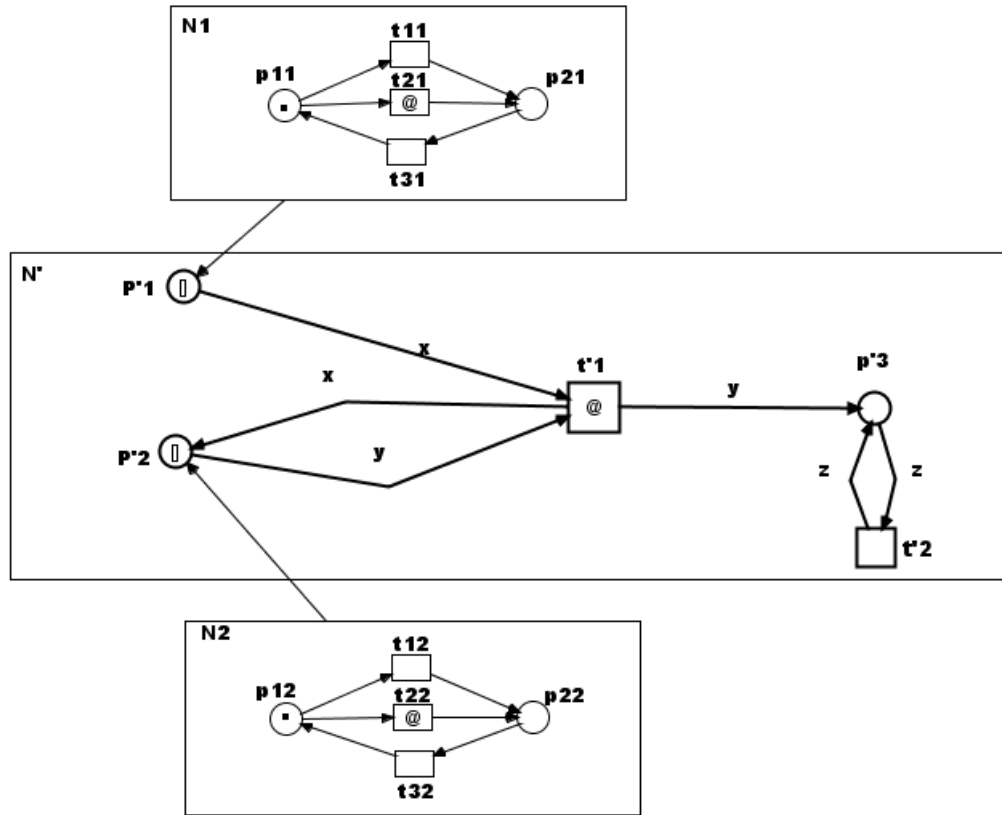 N1
t11
p11
t21
p21
@
t31
N'
P'1
x
t'1
p'3
x
@
y
P'2
y
z
z
t'2
N2
t12
p12
t22
p22
@
t32